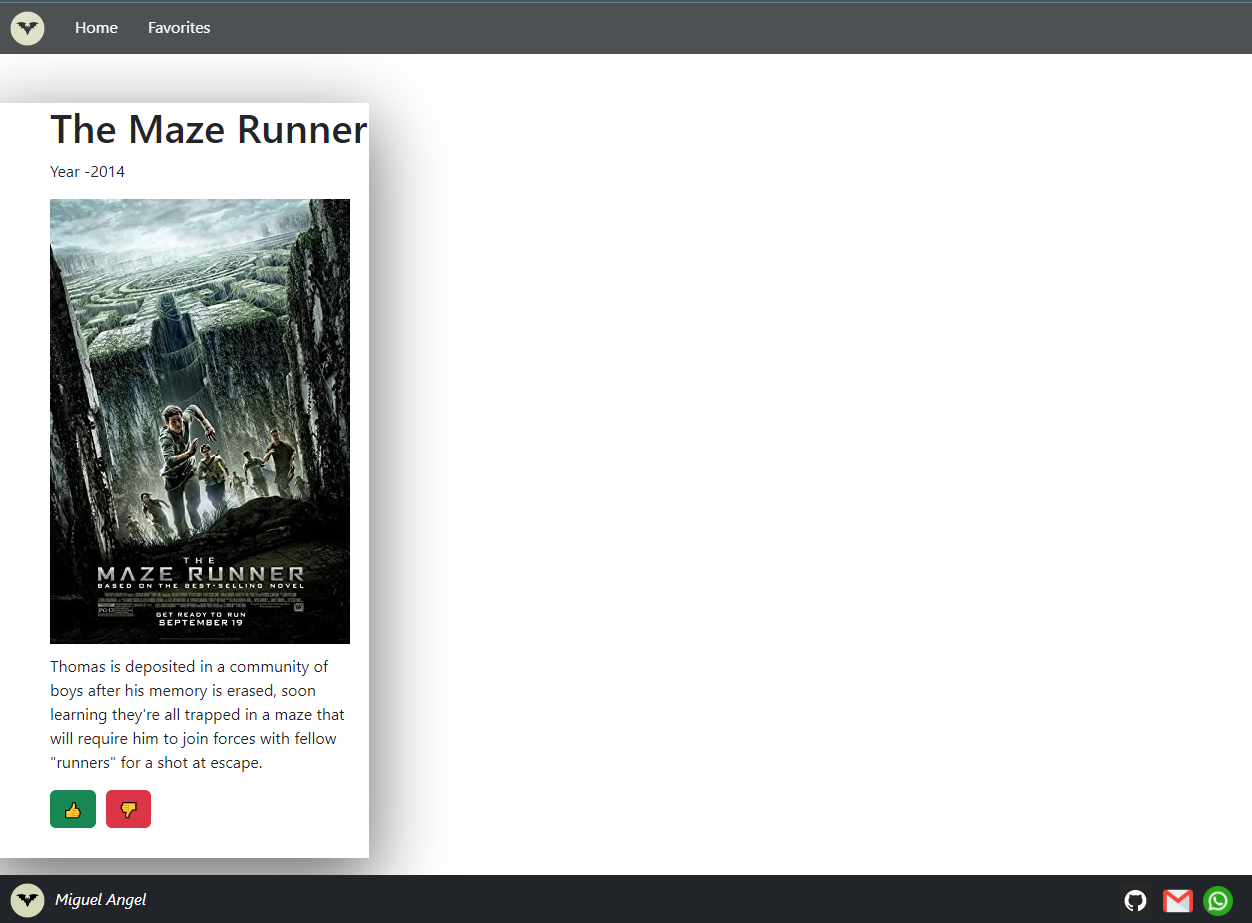 Home Favorites
The Maze Runner
Year -2014
THE
MAZE RUNNER
BASED ON THE BEST-SELLING NOVEL
PG-13
GET READY TO RUN
SEPTEMBER 19
Thomas is deposited in a community of
boys after his memory is erased, soon
learning they're all trapped in a maze that
will require him to join forces with fellow
"runners" for a shot at escape.
Miguel Angel